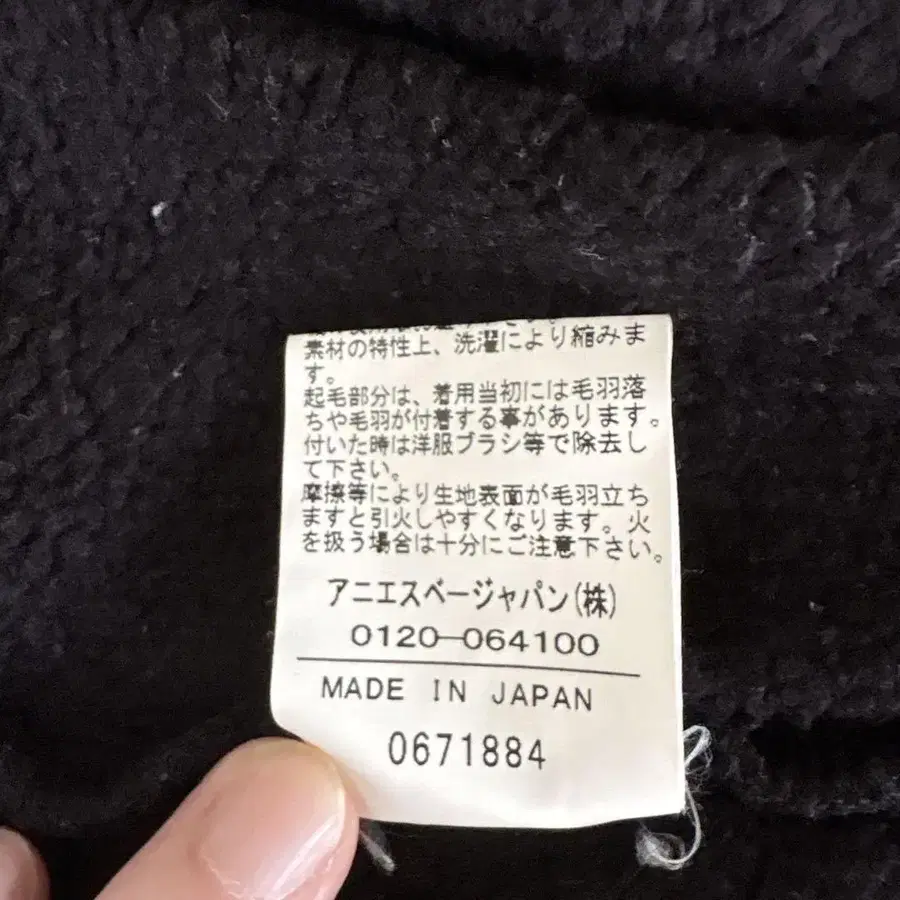 素材の特性上、洗濯により縮みま
す。
起毛部分は、着用当初には毛羽落
ちや毛羽が付着する事があります。
付いた時は洋服ブラシ等で除去し
て下さい。
摩擦等により生地表面が毛羽立ち
ますと引火しやすくなります。火
を扱う場合は十分にご注意下さい。
アニエスベージャパン(株)
0120-064100
MADE IN JAPAN
0671884